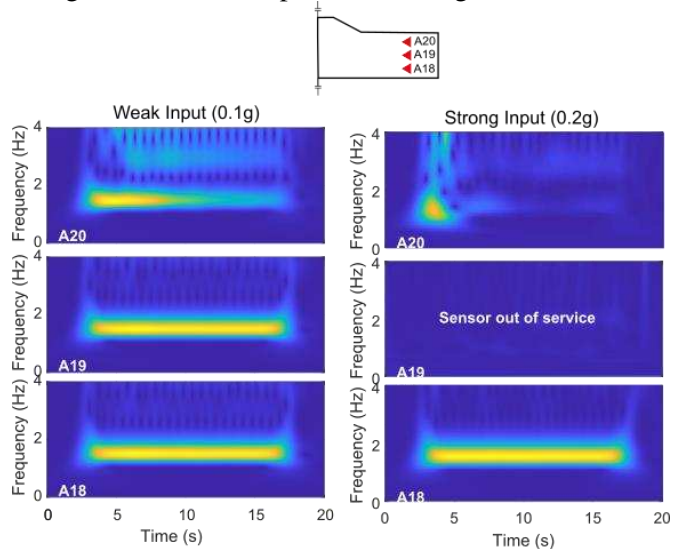 A20
A19
A18
Weak Input (0.1g)
Frequency (Hz)
4
2
0
A20
Frequency (Hz)
4
2
0
A19
Frequency (Hz)
4
2
0
A18
0 5 10 15 20
Time (s)
Strong Input (0.2g)
Frequency (Hz)
4
2
0
A20
Frequency (Hz)
4
2
0
Sensor out of service
A19
Frequency (Hz)
4
2
0
A18
0 5 10 15 20
Time (s)